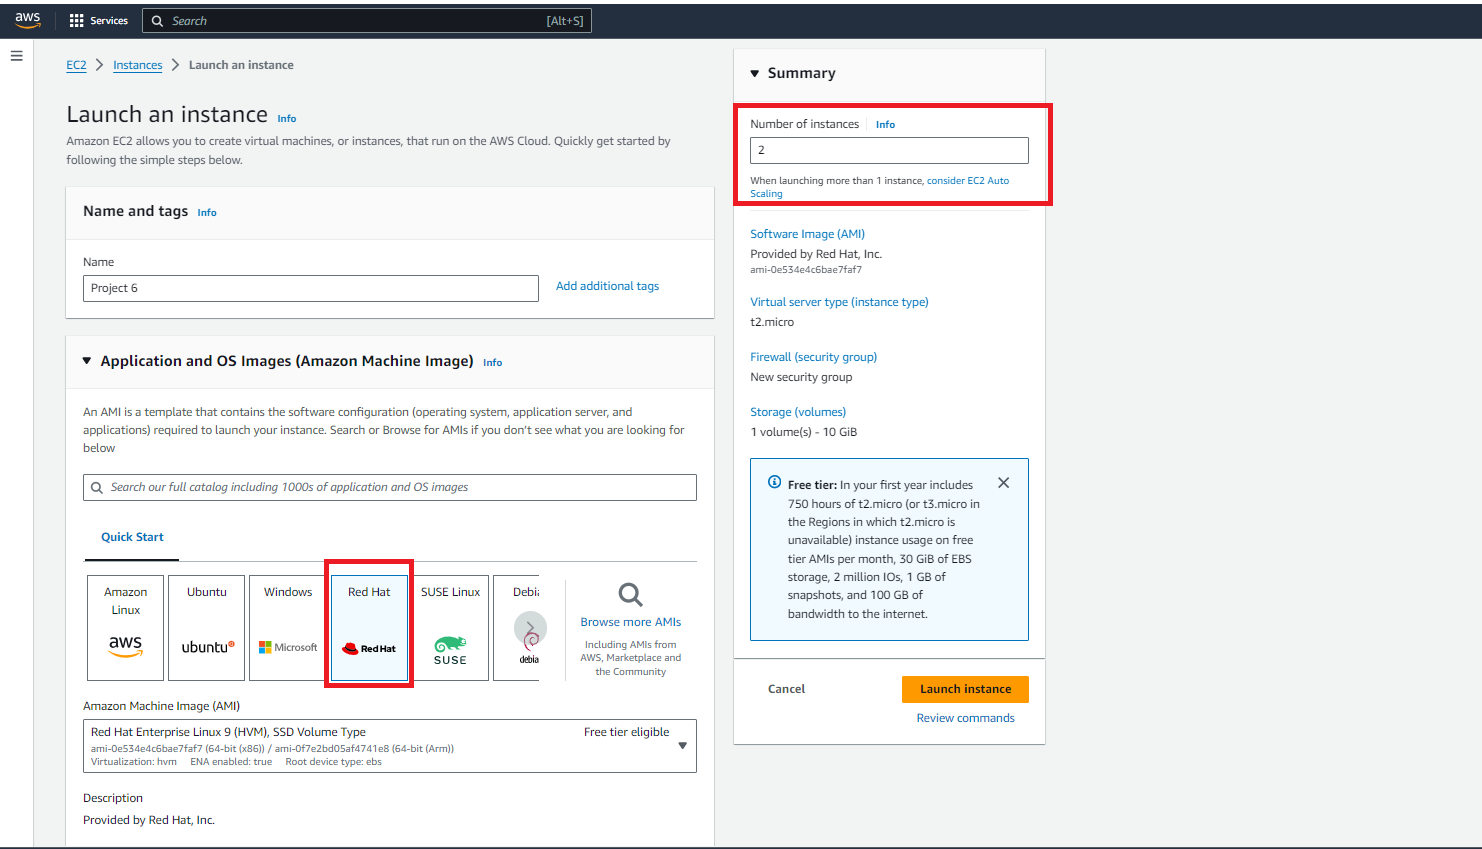 aws
Services
Search
[Alt+S]
EC2 > Instances > Launch an instance
Launch an instance Info
Amazon EC2 allows you to create virtual machines, or instances, that run on the AWS Cloud. Quickly get started by
following the simple steps below.
Name and tags Info
Name
Project 6
Add additional tags
Application and OS Images (Amazon Machine Image) Info
An AMI is a template that contains the software configuration (operating system, application server, and
applications) required to launch your instance. Search or Browse for AMIs if you don't see what you are looking for
below
Search our full catalog including 1000s of application and OS images
Quick Start
Amazon
Linux
aws
Ubuntu
ubuntu®
Windows
Microsoft
Red Hat
Red Hat
SUSE Linux
SUSE
Debi
debia
Browse more AMIs
Including AMIs from
AWS, Marketplace and
the Community
Amazon Machine Image (AMI)
Red Hat Enterprise Linux 9 (HVM), SSD Volume Type
Free tier eligible
ami-0e534e4c6bae7faf7 (64-bit (x86)) / ami-0f7e2bd05af4741e8 (64-bit (Arm))
Virtualization: hvm ENA enabled: true Root device type: ebs
Description
Provided by Red Hat, Inc.
Summary
Number of instances Info
2
When launching more than 1 instance, consider EC2 Auto
Scaling
Software Image (AMI)
Provided by Red Hat, Inc.
ami-0e534e4c6bae7faf7
Virtual server type (instance type)
t2.micro
Firewall (security group)
New security group
Storage (volumes)
1 volume(s) - 10 GiB
Free tier: In your first year includes
750 hours of t2.micro (or t3.micro in
the Regions in which t2.micro is
unavailable) instance usage on free
tier AMIs per month, 30 GiB of EBS
storage, 2 million IOs, 1 GB of
snapshots, and 100 GB of
bandwidth to the internet.
Cancel
Launch instance
Review commands